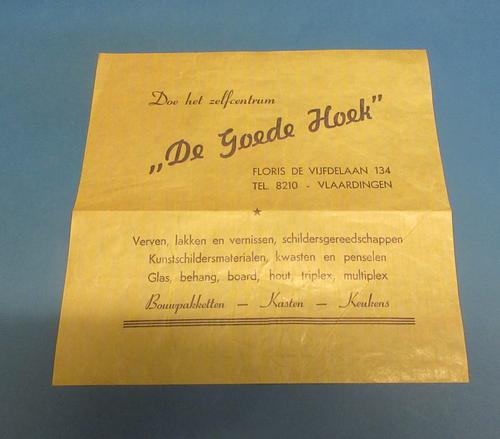 Doe het zelfcentrum
„De Goede Hoek”
FLORIS DE VIJFDELAAN 134
TEL. 8210 - VLAARDINGEN
★
Verven, lakken en vernissen, schildersgereedschappen
Kunstschildersmaterialen, kwasten en penselen
Glas, behang, board, hout, triplex, multiplex
Bouwpakketten — Kasten — Keukens